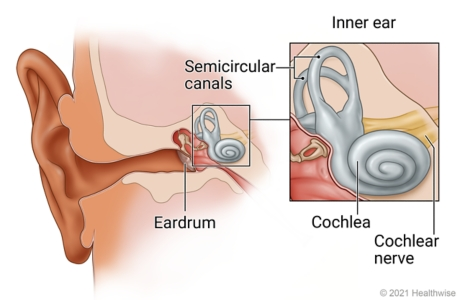 Inner ear
Semicircular
canals
Eardrum
Cochlea
Cochlear
nerve
© 2021 Healthwise